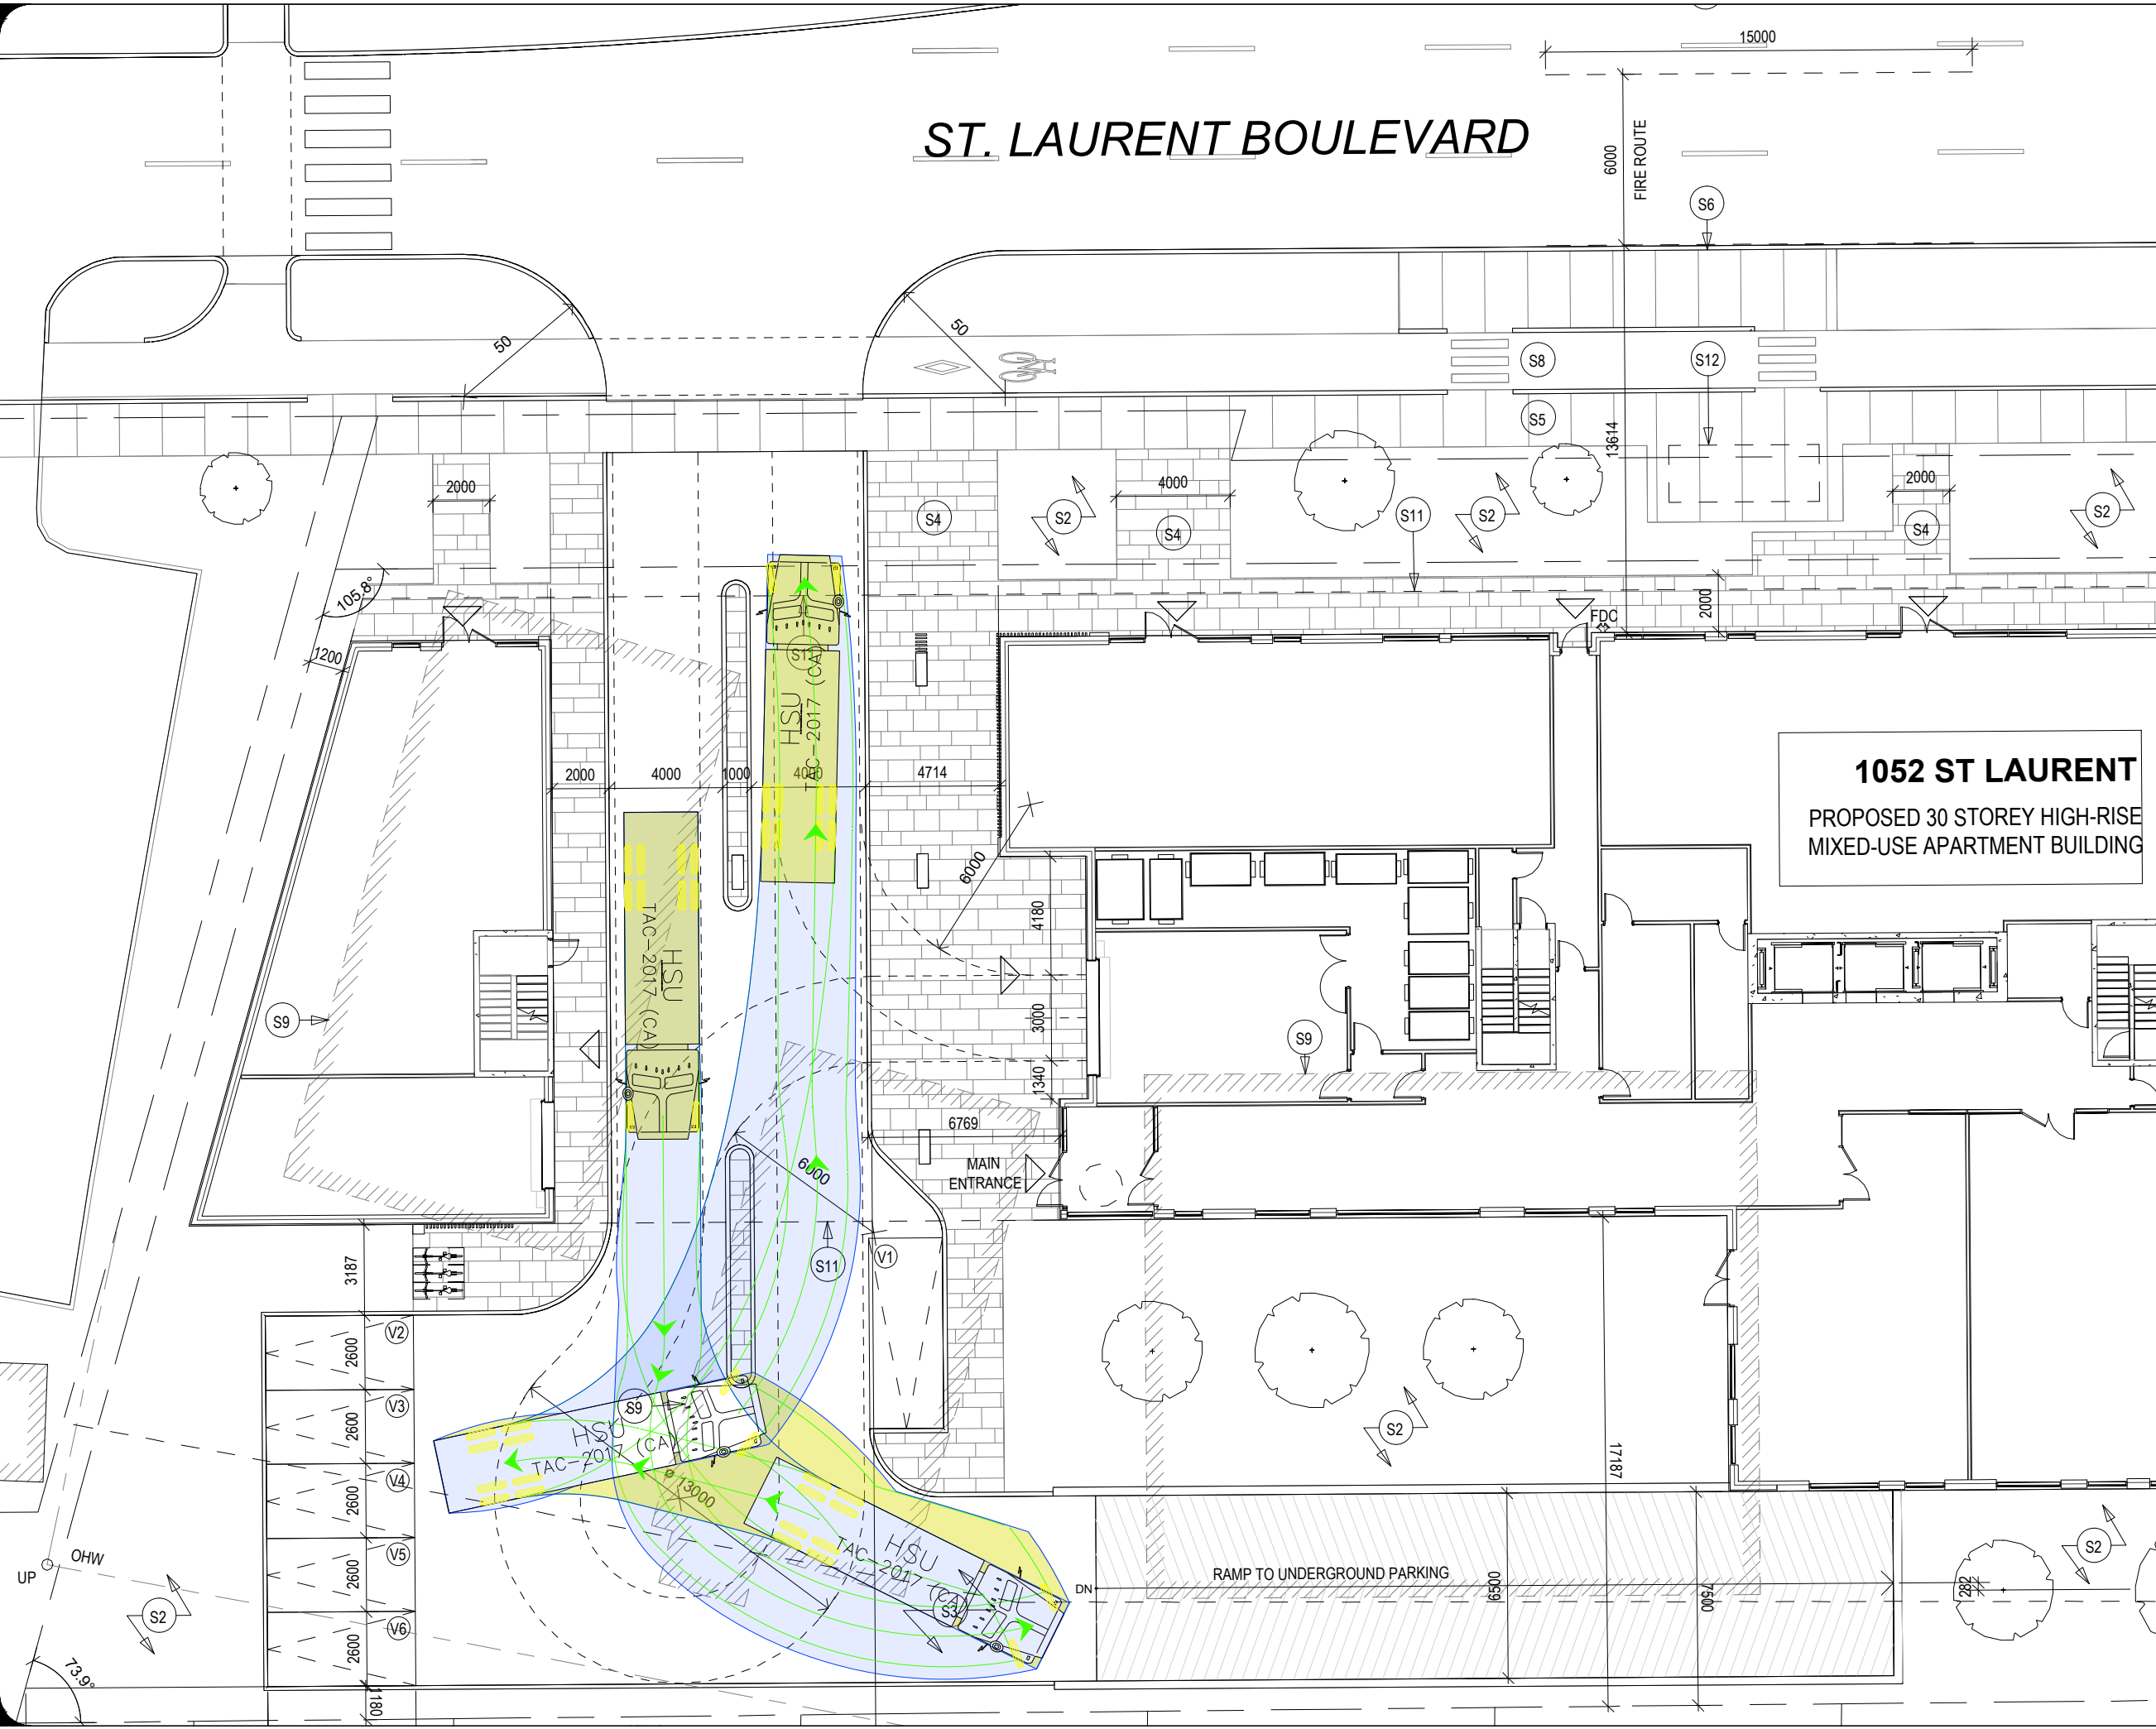 15000
ST. LAURENT BOULEVARD
6000
FIRE ROUTE
S6
50
50
S8
S12
S5
13614
2000
4000
2000
S4
S2
S4
S11
S2
S4
S2
105.8°
1200
FDC
2000
S11
HSU
TAC-2017 (CA)
2000
4000
1000
4000
4714
1052 ST LAURENT
PROPOSED 30 STOREY HIGH-RISE
MIXED-USE APARTMENT BUILDING
6000
4180
HSU
TAC-2017 (CA)
S9
3000
S9
1340
6769
MAIN
ENTRANCE
6000
S11
V1
3187
V2
2600
V3
2600
V4
2600
V5
2600
V6
2600
S9
HSU
TAC-2017 (CA)
ø 13000
S2
17187
HSU
TAC-2017 (CA)
S3
OHW
UP
S2
DN
RAMP TO UNDERGROUND PARKING
6500
7500
282
S2
73.9°
1180